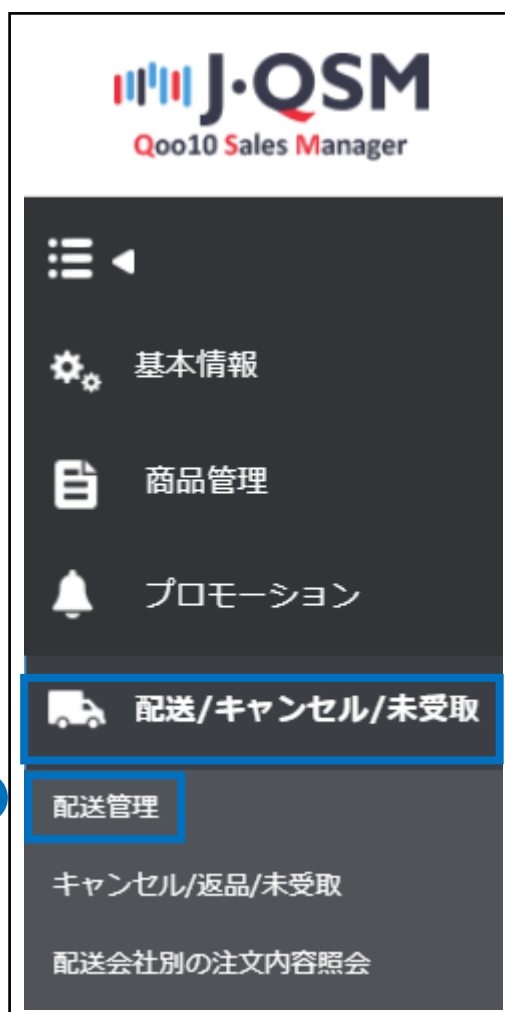 J·QSM
Qoo10 Sales Manager
基本情報
商品管理
プロモーション
配送/キャンセル/未受取
配送管理
キャンセル/返品/未受取
配送会社別の注文内容照会